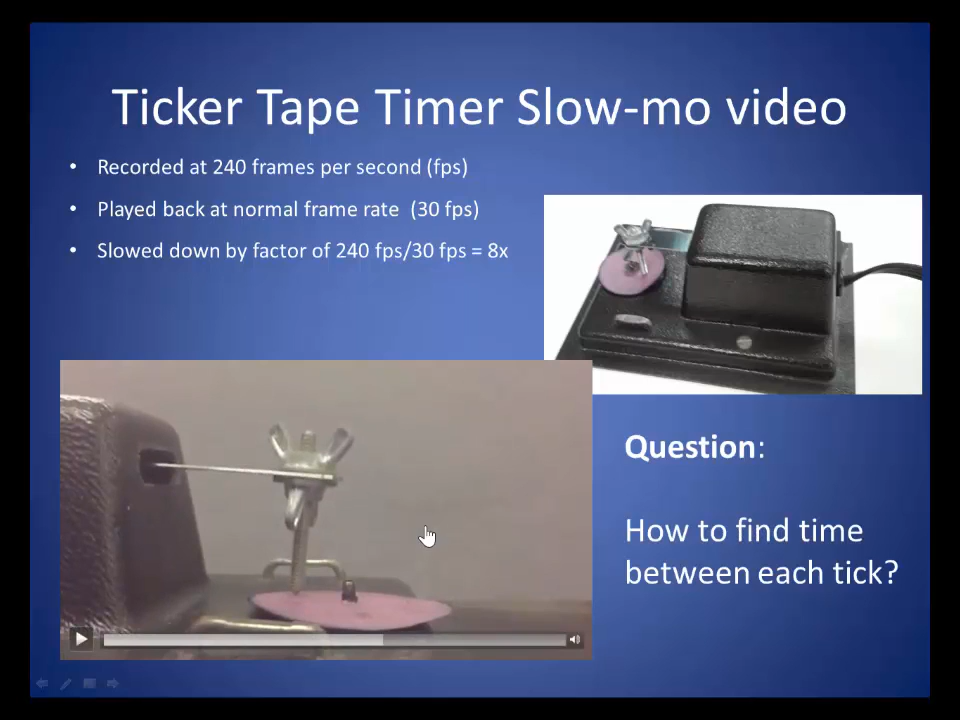 Ticker Tape Timer Slow-mo video
• Recorded at 240 frames per second (fps)
• Played back at normal frame rate (30 fps)
• Slowed down by factor of 240 fps/30 fps = 8x
Question:
How to find time
between each tick?